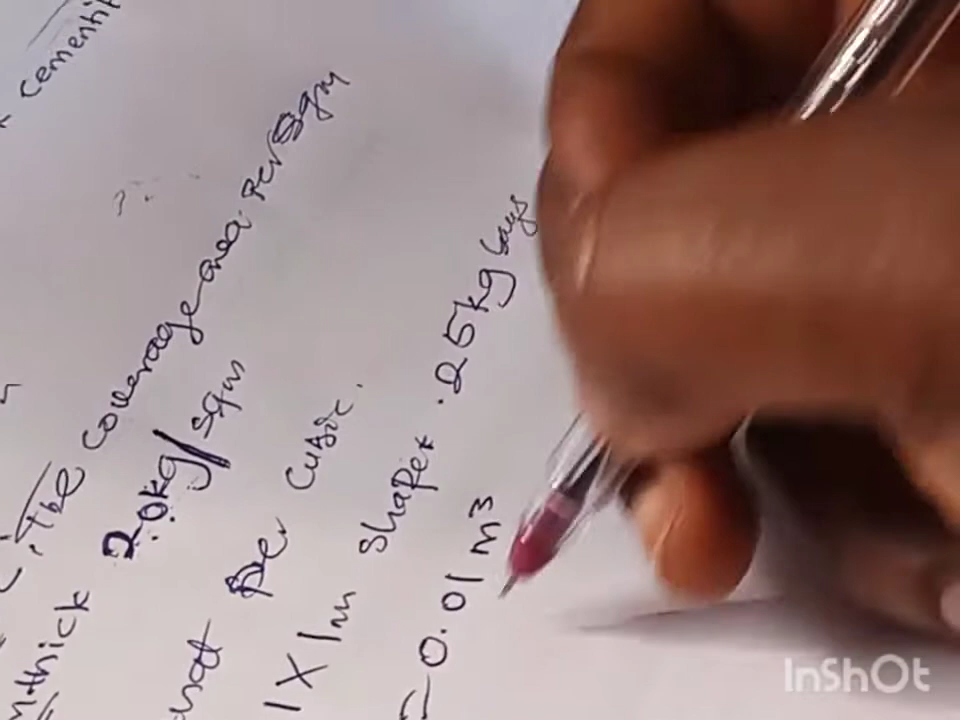 * cementi
The coverage area Per sqm
mthick 20kg/sqm
Per cubic.
1 X 1m shaper 25kg bags
= 0.01 m³
InShOt